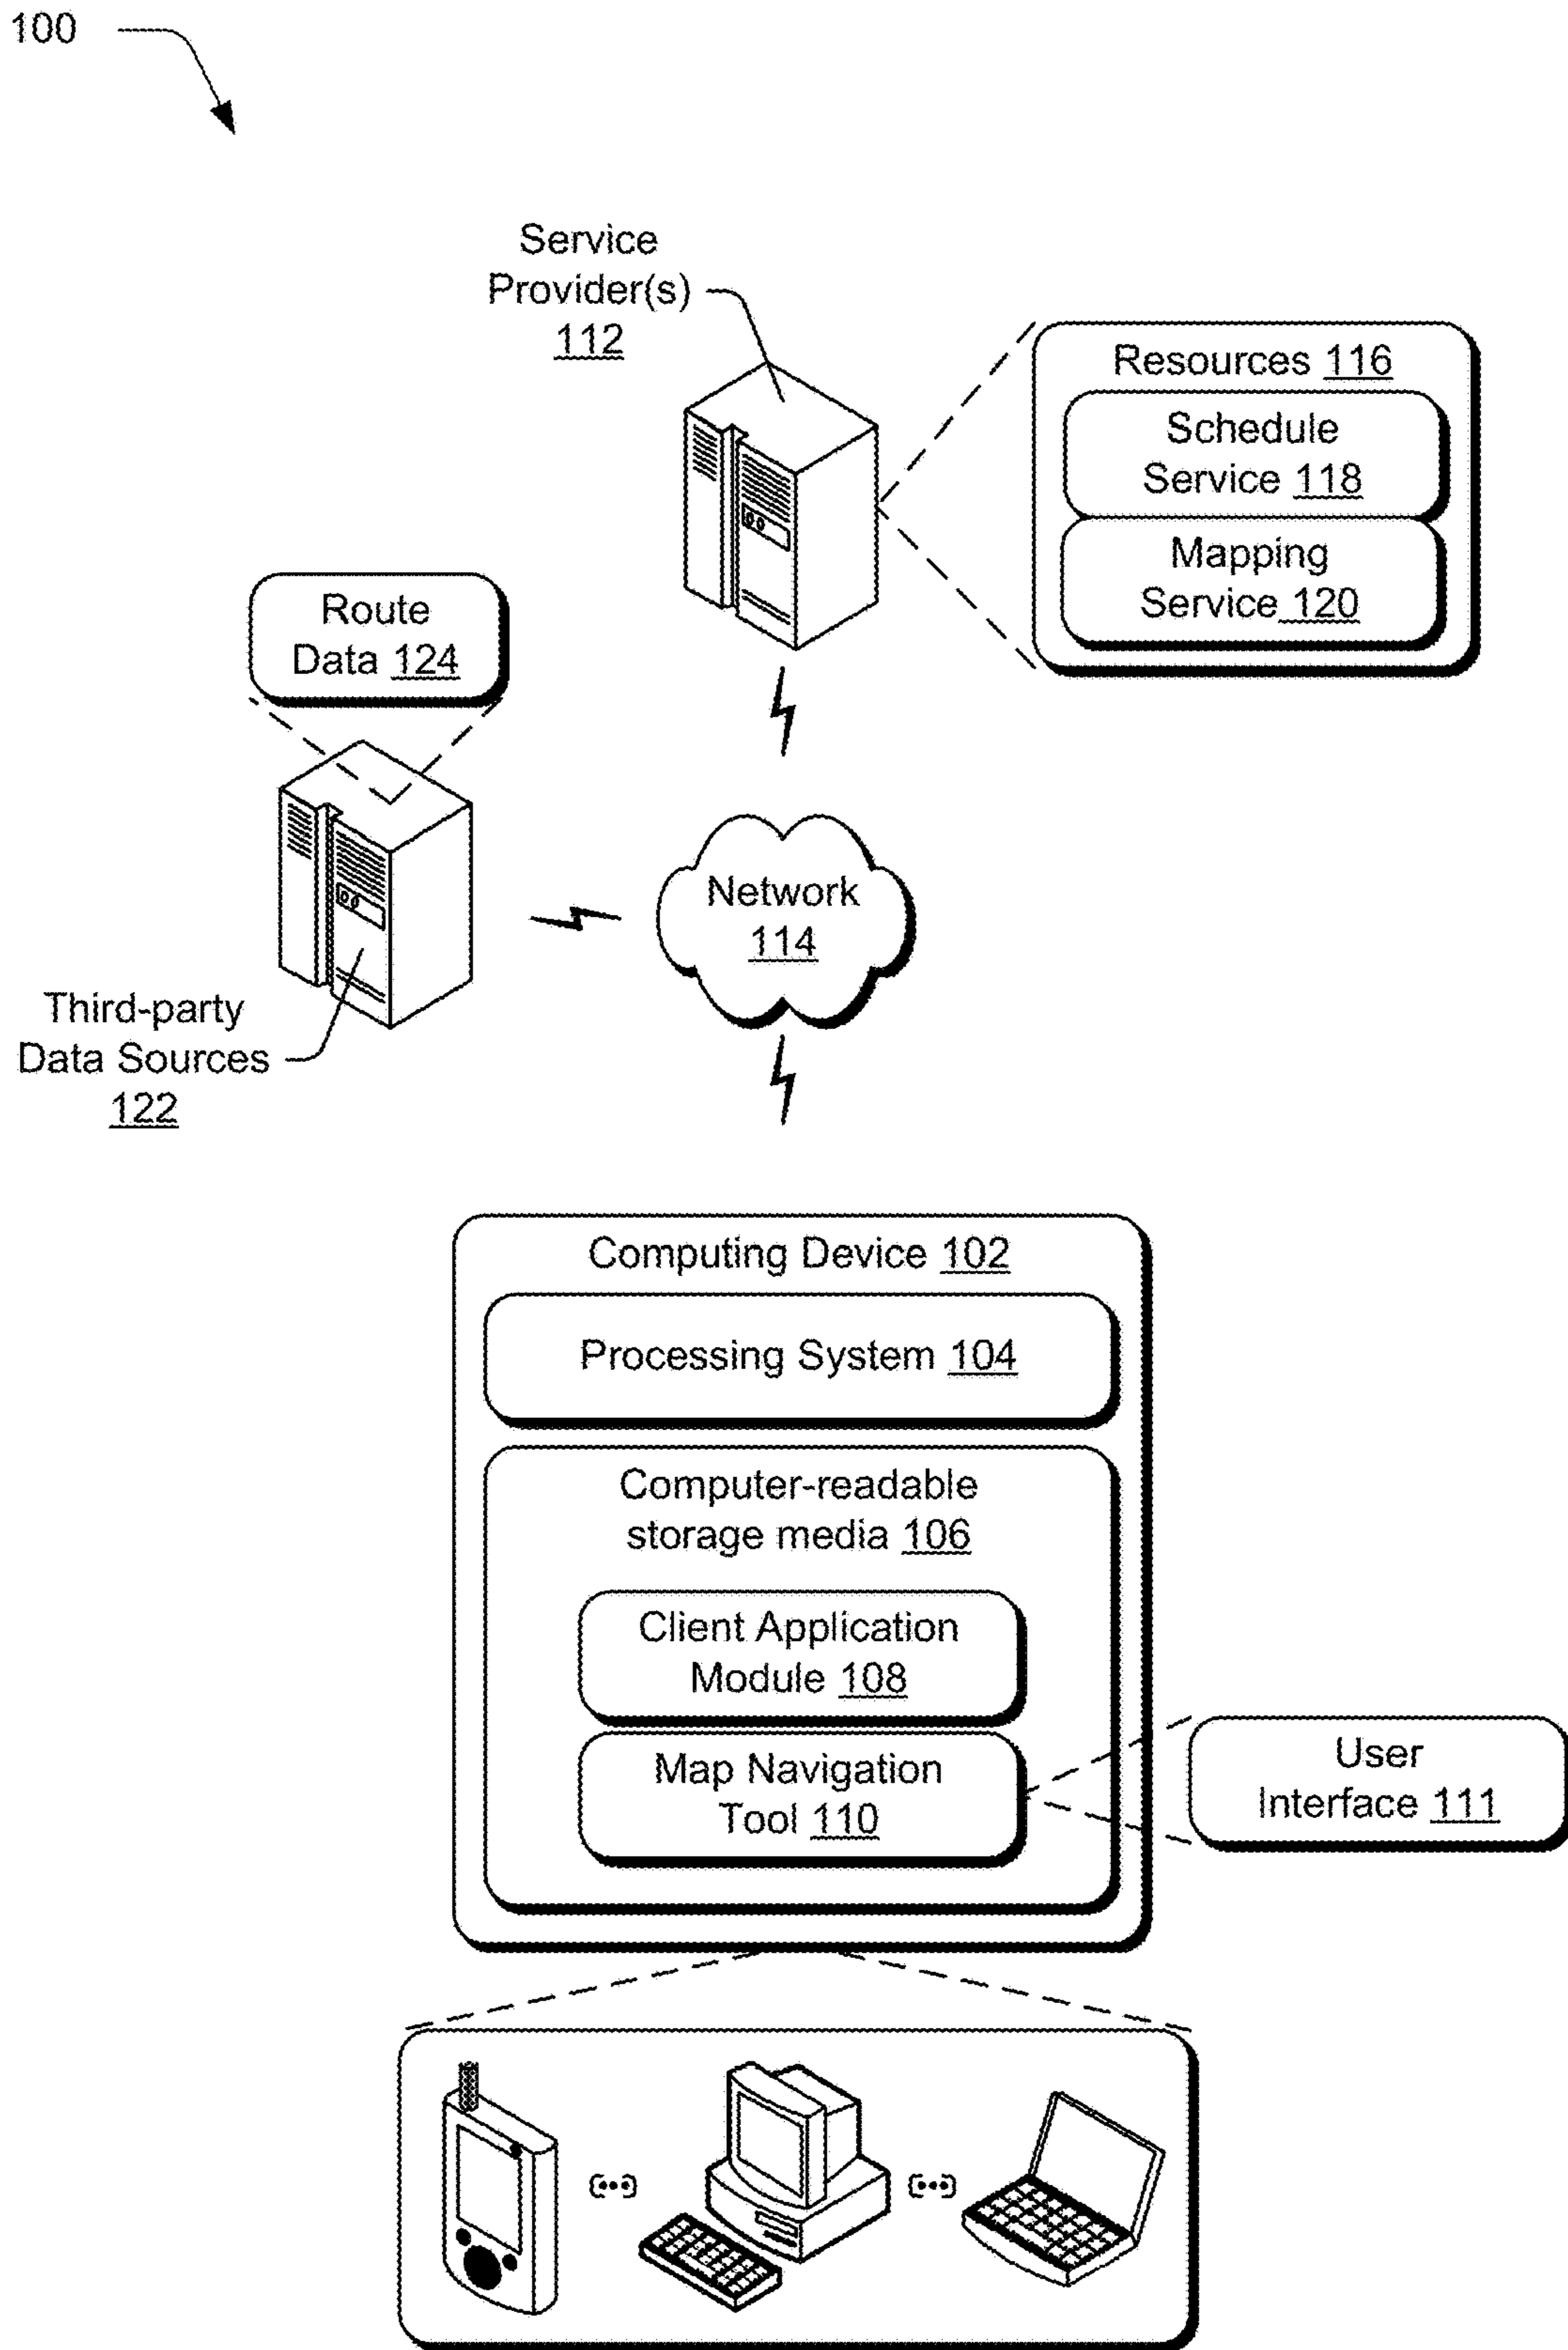 100
Service
Provider(s)
112
Resources 116
Schedule
Service 118
Mapping
Service 120
Route
Data 124
Network
114
Third-party
Data Sources
122
Computing Device 102
Processing System 104
Computer-readable
storage media 106
Client Application
Module 108
Map Navigation
Tool 110
User
Interface 111